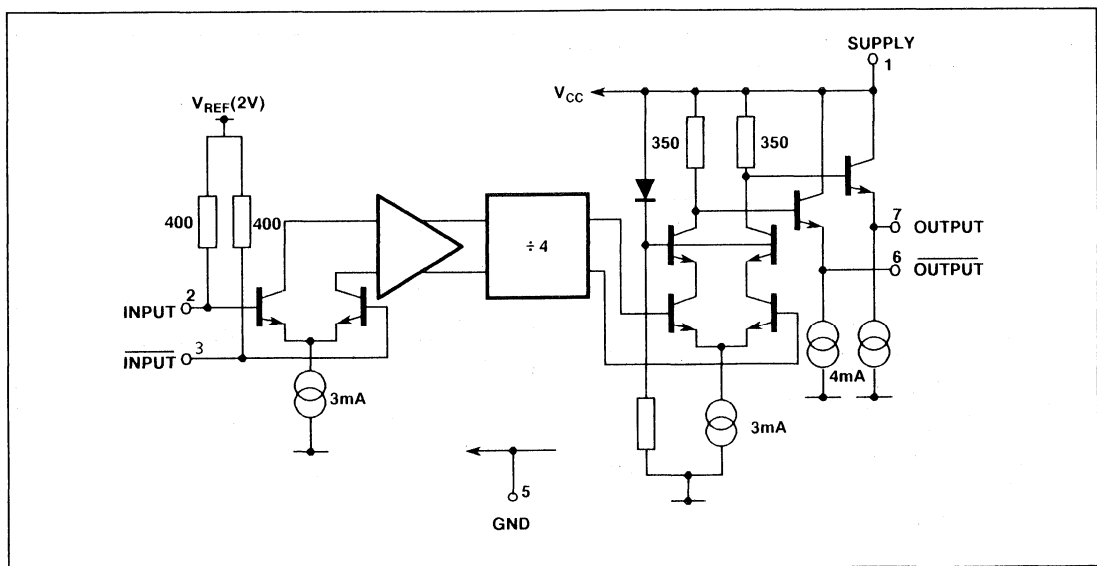 SUPPLY
1
VCC
VREF(2V)
350
350
400
400
÷ 4
7
OUTPUT
6
OUTPUT
INPUT
2
INPUT
3
3mA
4mA
3mA
5
GND